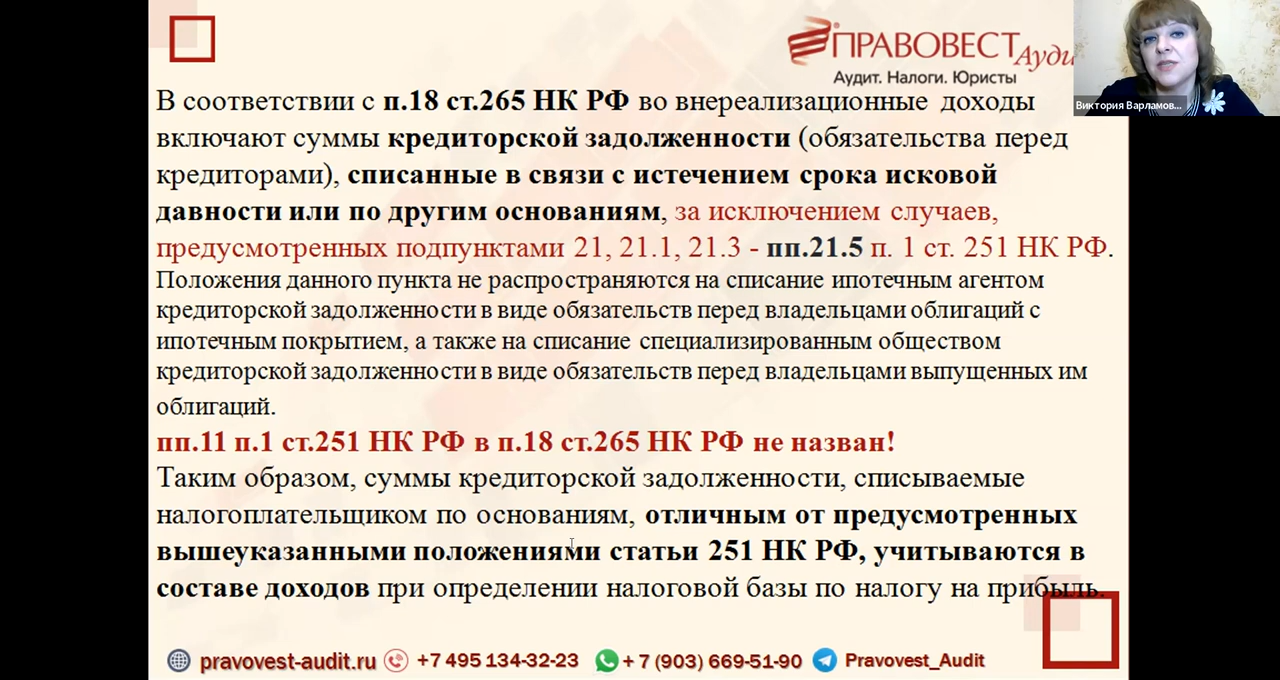 ПРАВОВЕСТ Ауди
Аудит. Налоги. Юристы
Виктория Варламов...
В соответствии с п.18 ст.265 НК РФ во внереализационные доходы
включают суммы кредиторской задолженности (обязательства перед
кредиторами), списанные в связи с истечением срока исковой
давности или по другим основаниям, за исключением случаев,
предусмотренных подпунктами 21, 21.1, 21.3 - пп.21.5 п. 1 ст. 251 НК РФ.
Положения данного пункта не распространяются на списание ипотечным агентом
кредиторской задолженности в виде обязательств перед владельцами облигаций с
ипотечным покрытием, а также на списание специализированным обществом
кредиторской задолженности в виде обязательств перед владельцами выпущенных им
облигаций.
пп.11 п.1 ст.251 НК РФ в п.18 ст.265 НК РФ не назван!
Таким образом, суммы кредиторской задолженности, списываемые
налогоплательщиком по основаниям, отличным от предусмотренных
вышеуказанными положениями статьи 251 НК РФ, учитываются в
составе доходов при определении налоговой базы по налогу на прибыль.
pravovest-audit.ru +7 495 134-32-23 + 7 (903) 669-51-90 Pravovest_Audit